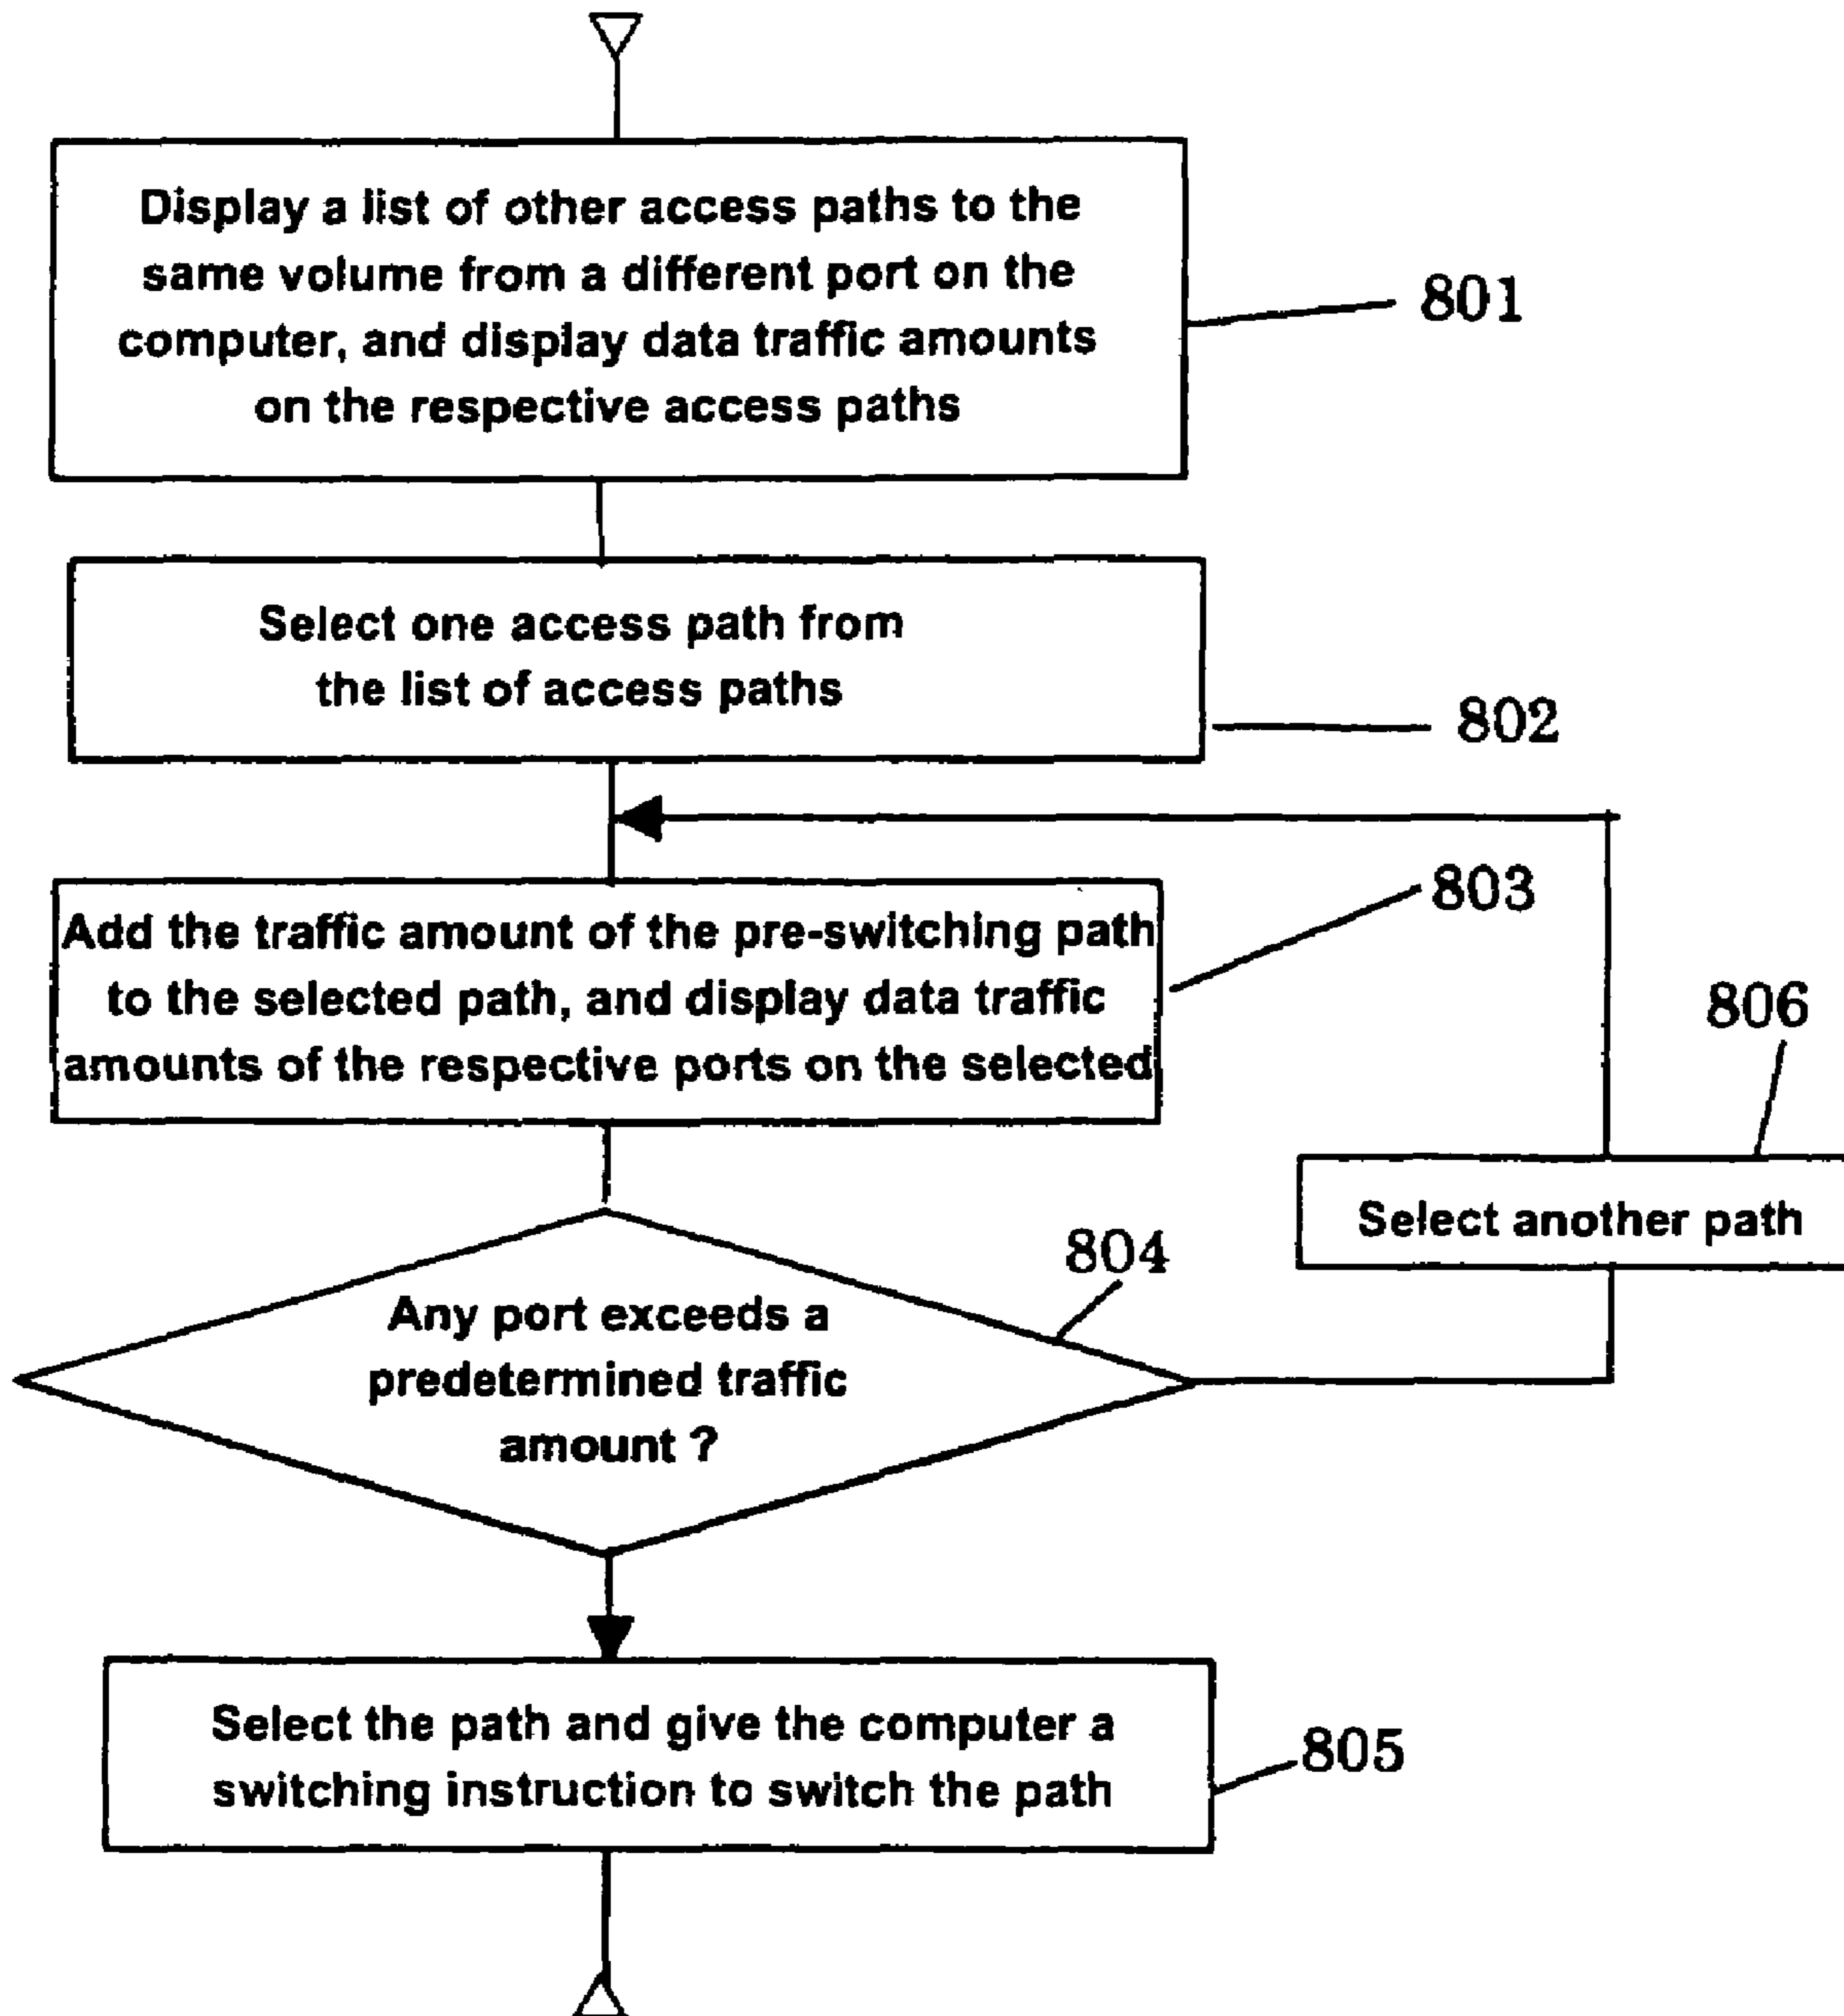 Display a list of other access paths to the
same volume from a different port on the
computer, and display data traffic amounts
on the respective access paths
801
Select one access path from
the list of access paths
802
Add the traffic amount of the pre-switching path
to the selected path, and display data traffic
amounts of the respective ports on the selected
803
806
Select another path
804
Any port exceeds a
predetermined traffic
amount ?
Select the path and give the computer a
switching instruction to switch the path
805